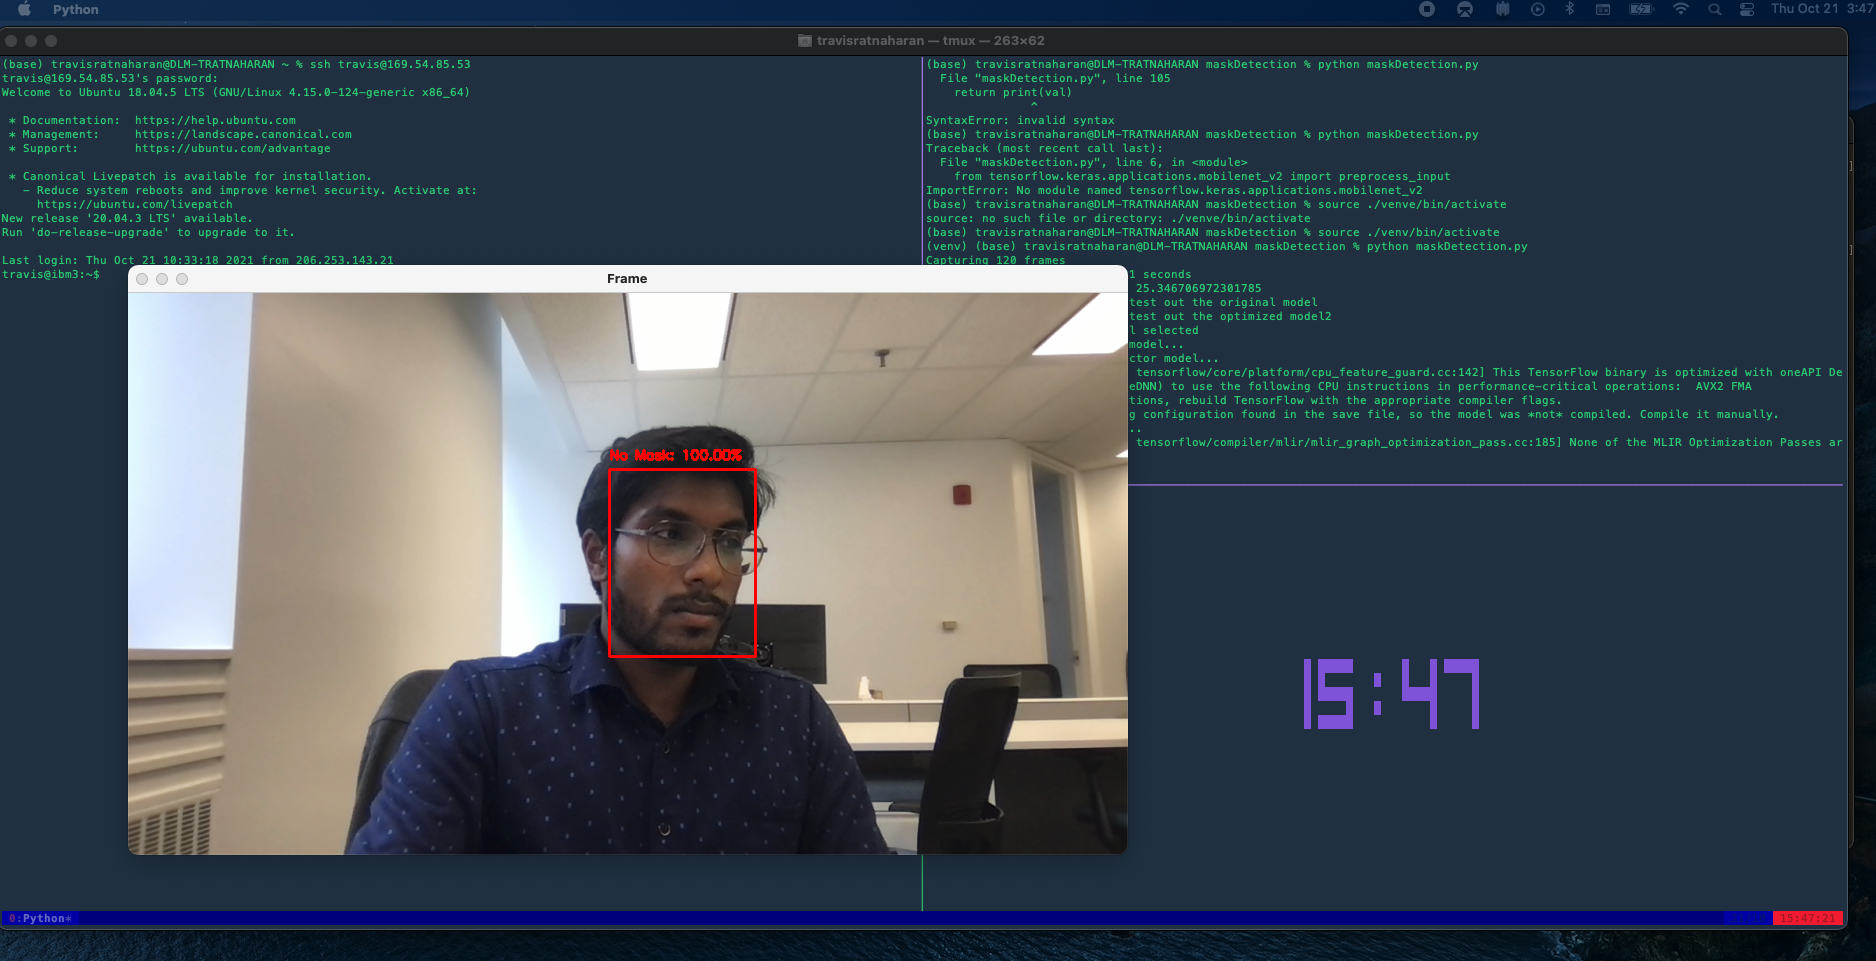 Python
Thu Oct 21 3:47
travisratnaharan — tmux — 263×62
(base) travisratnaharan@DLM-TRATNAHARAN ~ % ssh travis@169.54.85.53
travis@169.54.85.53's password:
Welcome to Ubuntu 18.04.5 LTS (GNU/Linux 4.15.0-124-generic x86_64)
* Documentation: https://help.ubuntu.com
* Management: https://landscape.canonical.com
* Support: https://ubuntu.com/advantage
* Canonical Livepatch is available for installation.
- Reduce system reboots and improve kernel security. Activate at:
https://ubuntu.com/livepatch
New release '20.04.3 LTS' available.
Run 'do-release-upgrade' to upgrade to it.
Last login: Thu Oct 21 10:33:18 2021 from 206.253.143.21
travis@ibm3:~$
(base) travisratnaharan@DLM-TRATNAHARAN maskDetection % python maskDetection.py
File "maskDetection.py", line 105
return print(val)
^
SyntaxError: invalid syntax
(base) travisratnaharan@DLM-TRATNAHARAN maskDetection % python maskDetection.py
Traceback (most recent call last):
File "maskDetection.py", line 6, in <module>
from tensorflow.keras.applications.mobilenet_v2 import preprocess_input
ImportError: No module named tensorflow.keras.applications.mobilenet_v2
(base) travisratnaharan@DLM-TRATNAHARAN maskDetection % source ./venve/bin/activate
source: no such file or directory: ./venve/bin/activate
(base) travisratnaharan@DLM-TRATNAHARAN maskDetection % source ./venv/bin/activate
(venv) (base) travisratnaharan@DLM-TRATNAHARAN maskDetection % python maskDetection.py
Capturing 120 frames
1 seconds
25.346706972301785
test out the original model
test out the optimized model2
l selected
model...
ctor model...
tensorflow/core/platform/cpu_feature_guard.cc:142] This TensorFlow binary is optimized with oneAPI De
eDNN) to use the following CPU instructions in performance-critical operations: AVX2 FMA
tions, rebuild TensorFlow with the appropriate compiler flags.
g configuration found in the save file, so the model was *not* compiled. Compile it manually.
..
tensorflow/compiler/mlir/mlir_graph_optimization_pass.cc:185] None of the MLIR Optimization Passes ar
Frame
No Mask: 100.00%
15:47
0:Python*
15:47:21